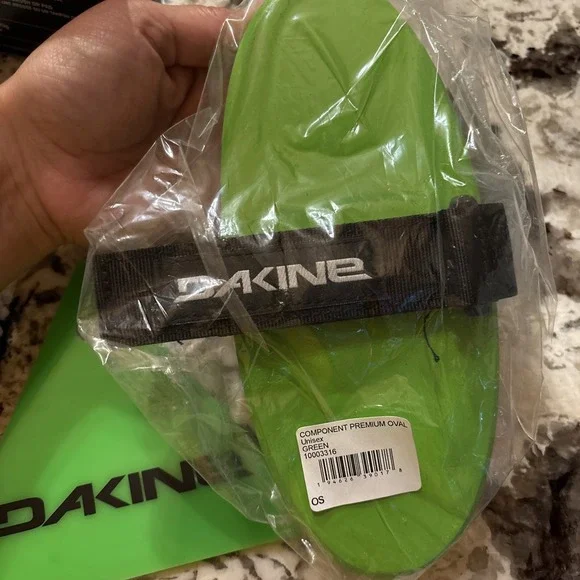 DAKINE
COMPONENT PREMIUM OVAL
Unisex
GREEN
10003316
OS
DAKINE